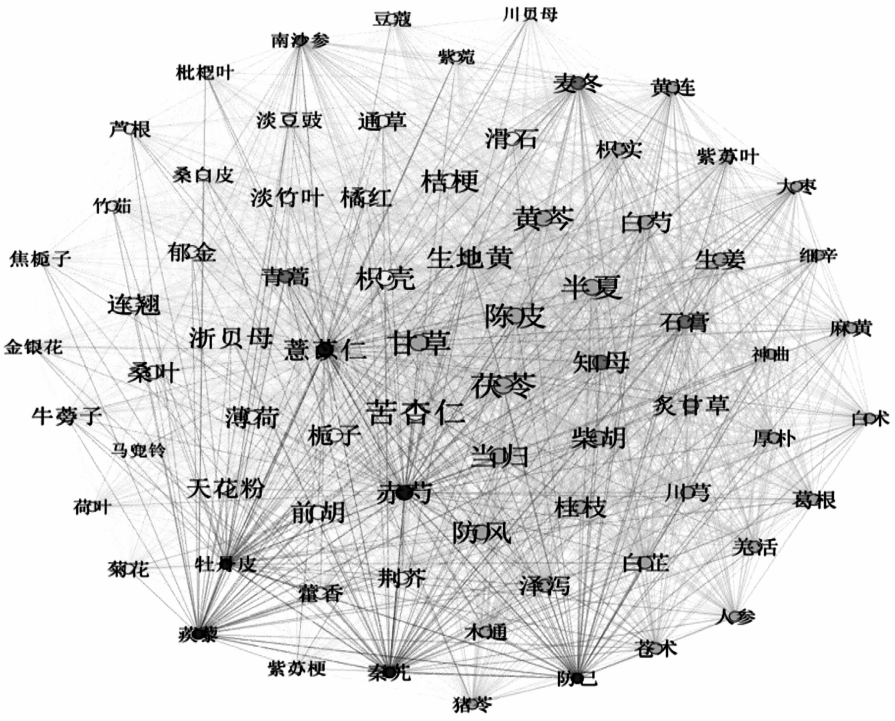 川贝母
豆蔻
南沙参
紫菀
枇杷叶
麦冬
黄连
淡豆豉
通草
芦根
滑石
枳实
紫苏叶
桑白皮
桔梗
大枣
淡竹叶
橘红
竹茹
黄芩
白芍
郁金
焦栀子
生地黄
生姜
细辛
青蒿
枳壳
半夏
连翘
陈皮
石膏
麻黄
浙贝母
甘草
金银花
薏苡仁
神曲
知母
桑叶
茯苓
炙甘草
牛蒡子
薄荷
苦杏仁
白术
栀子
柴胡
厚朴
马兜铃
当归
天花粉
赤芍
川芎
葛根
荷叶
前胡
桂枝
防风
羌活
牡丹皮
白芷
菊花
荆芥
泽泻
藿香
人参
蒺藜
木通
苍术
紫苏梗
秦艽
防己
猪苓